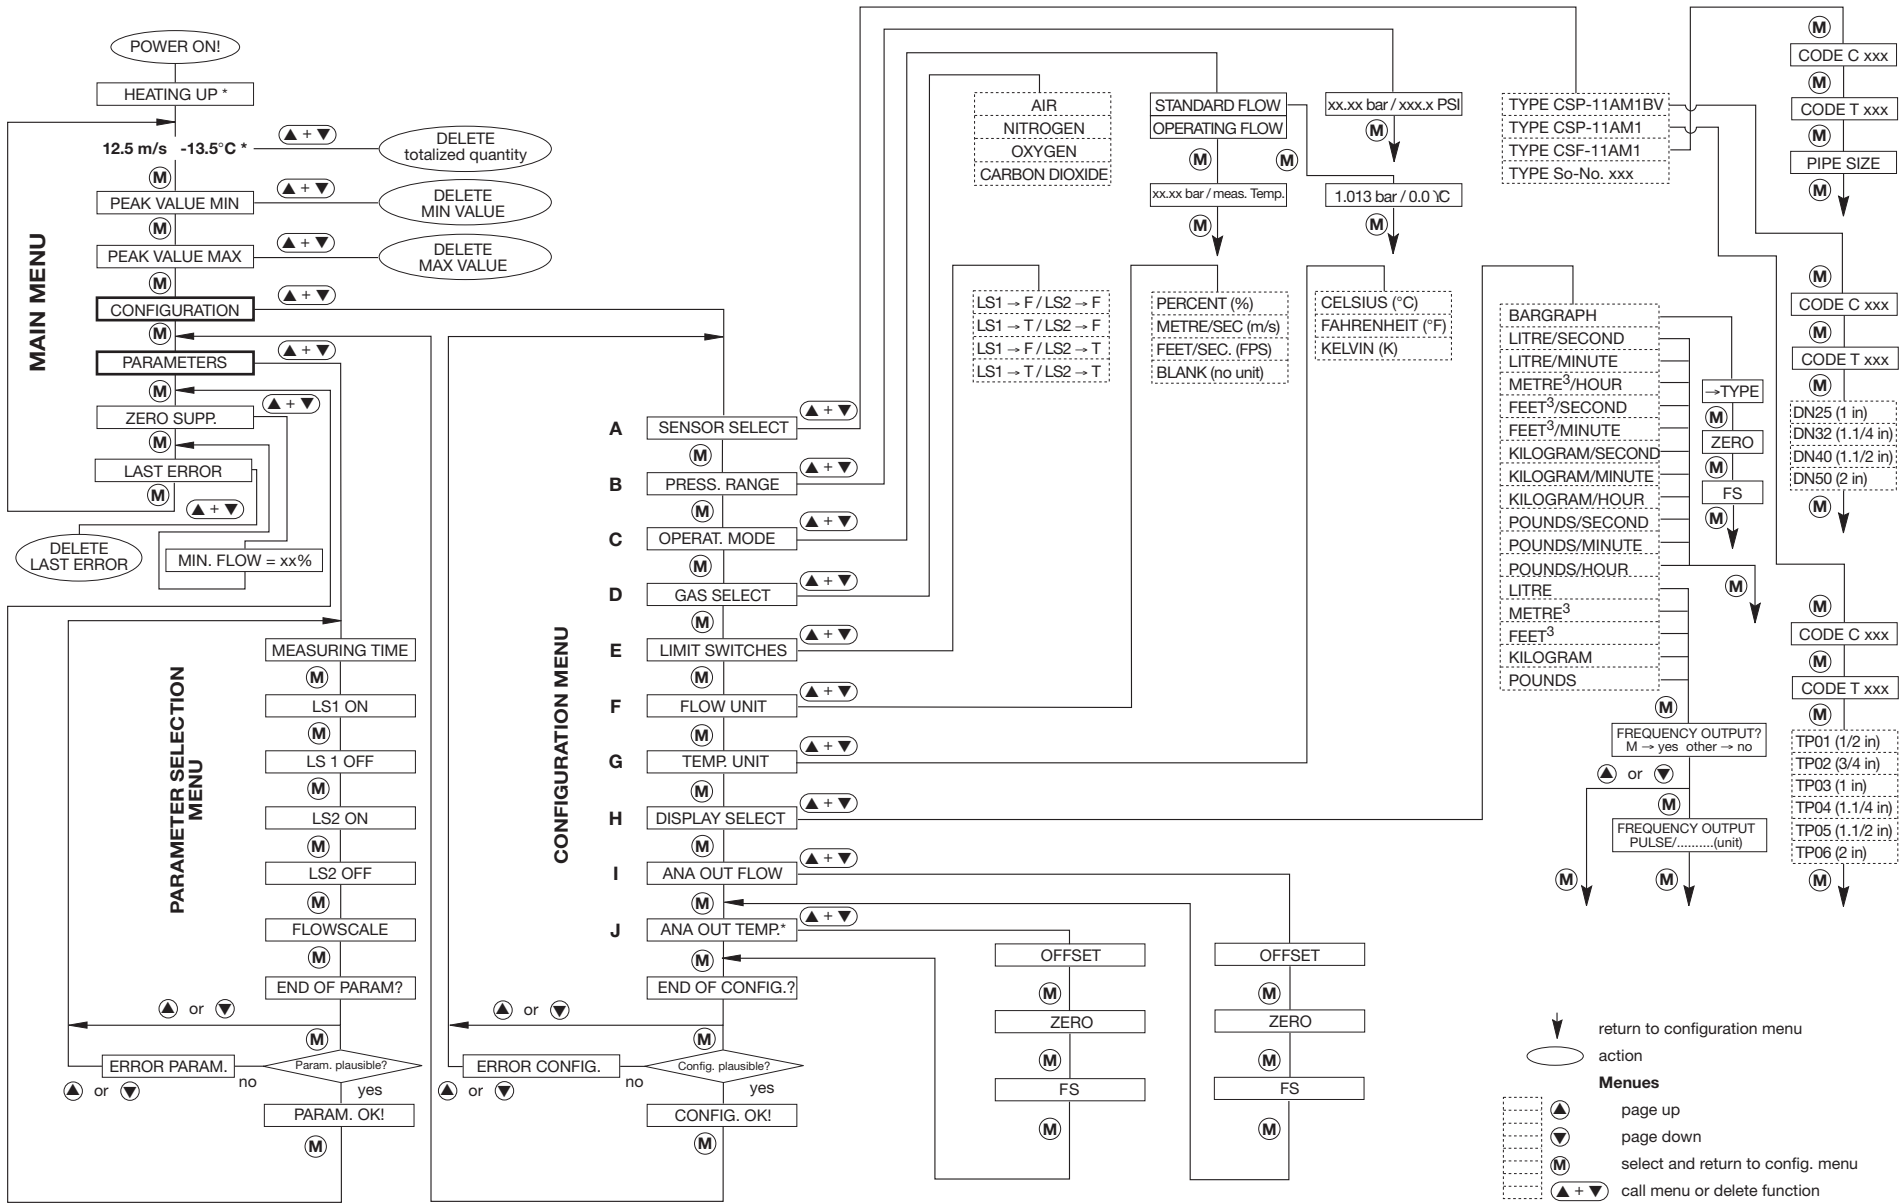 POWER ON!
HEATING UP *
12.5 m/s -13.5°C *
▲ + ▼
DELETE
totalized quantity
M
PEAK VALUE MIN
▲ + ▼
DELETE
MIN VALUE
M
PEAK VALUE MAX
▲ + ▼
DELETE
MAX VALUE
M
CONFIGURATION
▲ + ▼
M
PARAMETERS
▲ + ▼
M
ZERO SUPP.
▲ + ▼
M
LAST ERROR
M
▲ + ▼
DELETE
LAST ERROR
MIN. FLOW = xx%
MAIN MENU
PARAMETER SELECTION
MENU
MEASURING TIME
M
LS1 ON
M
LS 1 OFF
M
LS2 ON
M
LS2 OFF
M
FLOWSCALE
M
END OF PARAM?
▲ or ▼
M
ERROR PARAM.
no
Param. plausible?
yes
▲ or ▼
PARAM. OK!
M
CONFIGURATION MENU
A SENSOR SELECT ▲ + ▼
M
B PRESS. RANGE ▲ + ▼
M
C OPERAT. MODE ▲ + ▼
M
D GAS SELECT ▲ + ▼
M
E LIMIT SWITCHES ▲ + ▼
M
F FLOW UNIT ▲ + ▼
M
G TEMP. UNIT ▲ + ▼
M
H DISPLAY SELECT ▲ + ▼
M
I ANA OUT FLOW ▲ + ▼
M
J ANA OUT TEMP.* ▲ + ▼
M
END OF CONFIG.?
▲ or ▼
M
ERROR CONFIG.
no
Config. plausible?
yes
▲ or ▼
CONFIG. OK!
M
AIR
NITROGEN
OXYGEN
CARBON DIOXIDE
STANDARD FLOW
OPERATING FLOW
M
M
xx.xx bar / meas. Temp.
M
xx.xx bar / xxx.x PSI
M
1.013 bar / 0.0 °C
M
LS1 → F / LS2 → F
LS1 → T / LS2 → F
LS1 → F / LS2 → T
LS1 → T / LS2 → T
PERCENT (%)
METRE/SEC (m/s)
FEET/SEC. (FPS)
BLANK (no unit)
CELSIUS (°C)
FAHRENHEIT (°F)
KELVIN (K)
OFFSET
M
ZERO
M
FS
M
OFFSET
M
ZERO
M
FS
M
TYPE CSP-11AM1BV
TYPE CSP-11AM1
TYPE CSF-11AM1
TYPE So-No. xxx
BARGRAPH
LITRE/SECOND
LITRE/MINUTE
METRE3/HOUR
FEET3/SECOND
FEET3/MINUTE
KILOGRAM/SECOND
KILOGRAM/MINUTE
KILOGRAM/HOUR
POUNDS/SECOND
POUNDS/MINUTE
POUNDS/HOUR
LITRE
METRE3
FEET3
KILOGRAM
POUNDS
→TYPE
M
ZERO
M
FS
M
M
M
FREQUENCY OUTPUT?
M → yes other → no
▲ or ▼
M
FREQUENCY OUTPUT
PULSE/..........(unit)
M
M
M
CODE C xxx
M
CODE T xxx
M
PIPE SIZE
M
M
CODE C xxx
M
CODE T xxx
M
DN25 (1 in)
DN32 (1.1/4 in)
DN40 (1.1/2 in)
DN50 (2 in)
M
M
CODE C xxx
M
CODE T xxx
M
TP01 (1/2 in)
TP02 (3/4 in)
TP03 (1 in)
TP04 (1.1/4 in)
TP05 (1.1/2 in)
TP06 (2 in)
M
return to configuration menu
action
Menues
▲ page up
▼ page down
M select and return to config. menu
▲ + ▼ call menu or delete function